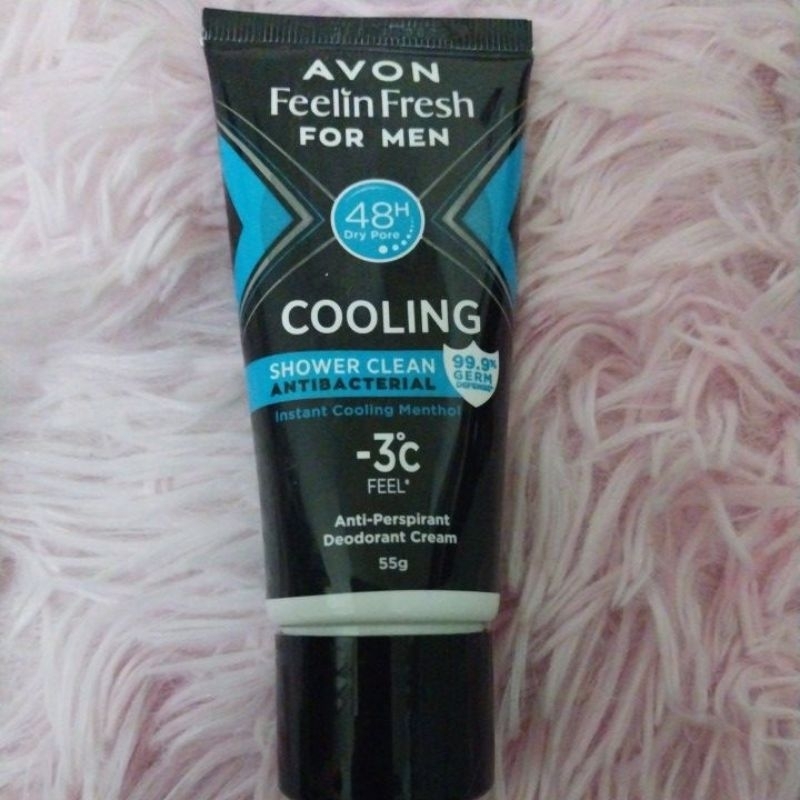 AVON
Feelin Fresh
FOR MEN
48H
Dry Pore
COOLING
SHOWER CLEAN
ANTIBACTERIAL
99.9%
GERM
DEFENSE*
Instant Cooling Menthol
-3°C
FEEL*
Anti-Perspirant
Deodorant Cream
55g